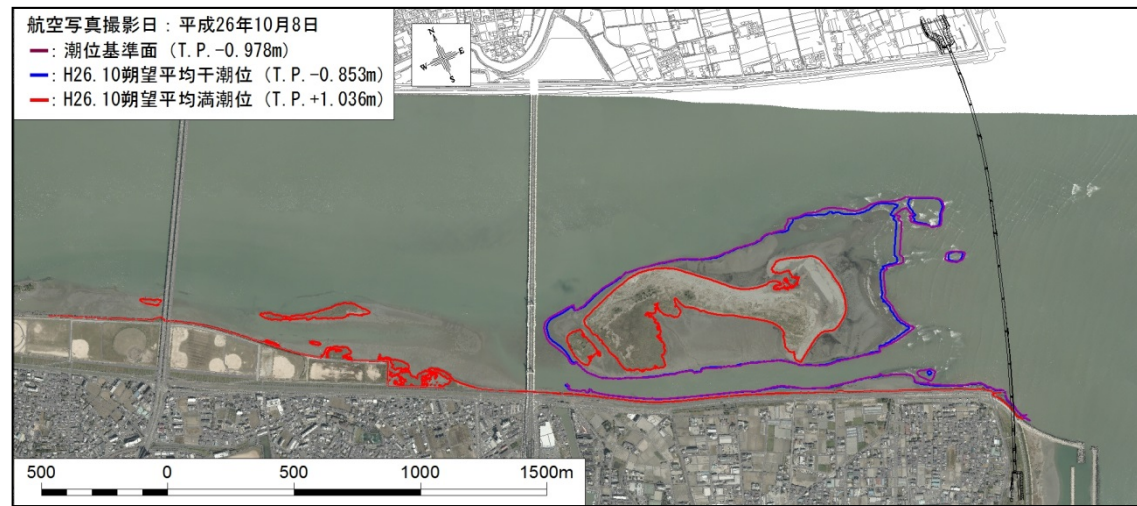 航空写真撮影日:平成26年10月8日
━:潮位基準面 (T.P.-0.978m)
━:H26.10朔望平均干潮位 (T.P.-0.853m)
━:H26.10朔望平均満潮位 (T.P.+1.036m)
N
E
W
S
500 0 500 1000 1500m